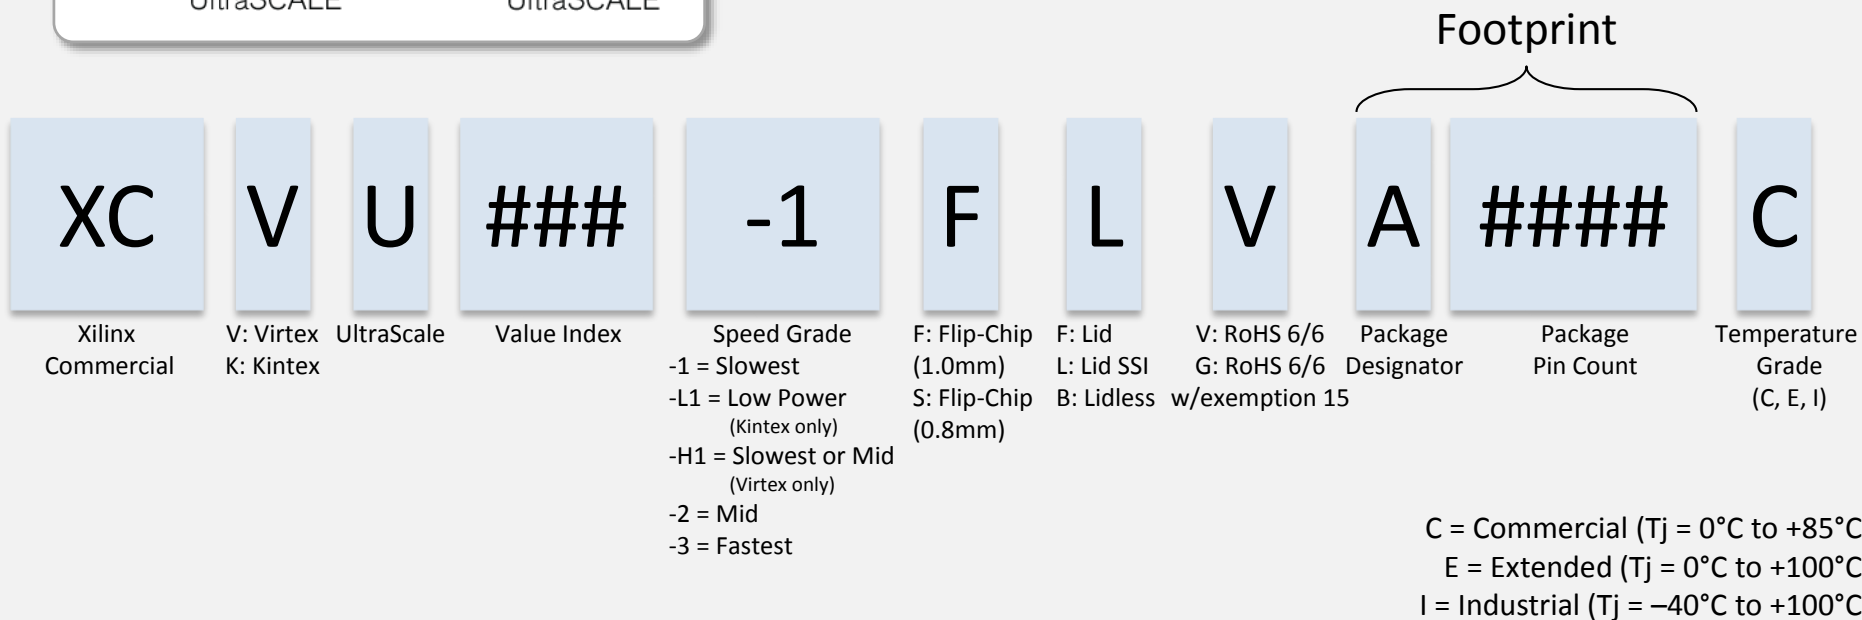 UltraSCALE UltraSCALE
Footprint
XC V U ### -1 F L V A #### C
Xilinx
Commercial
V: Virtex
K: Kintex
UltraScale
Value Index
Speed Grade
-1 = Slowest
-L1 = Low Power
(Kintex only)
-H1 = Slowest or Mid
(Virtex only)
-2 = Mid
-3 = Fastest
F: Flip-Chip
(1.0mm)
S: Flip-Chip
(0.8mm)
F: Lid
L: Lid SSI
B: Lidless
V: RoHS 6/6
G: RoHS 6/6
w/exemption 15
Package
Designator
Package
Pin Count
Temperature
Grade
(C, E, I)
C = Commercial (Tj = 0°C to +85°C
E = Extended (Tj = 0°C to +100°C
I = Industrial (Tj = –40°C to +100°C